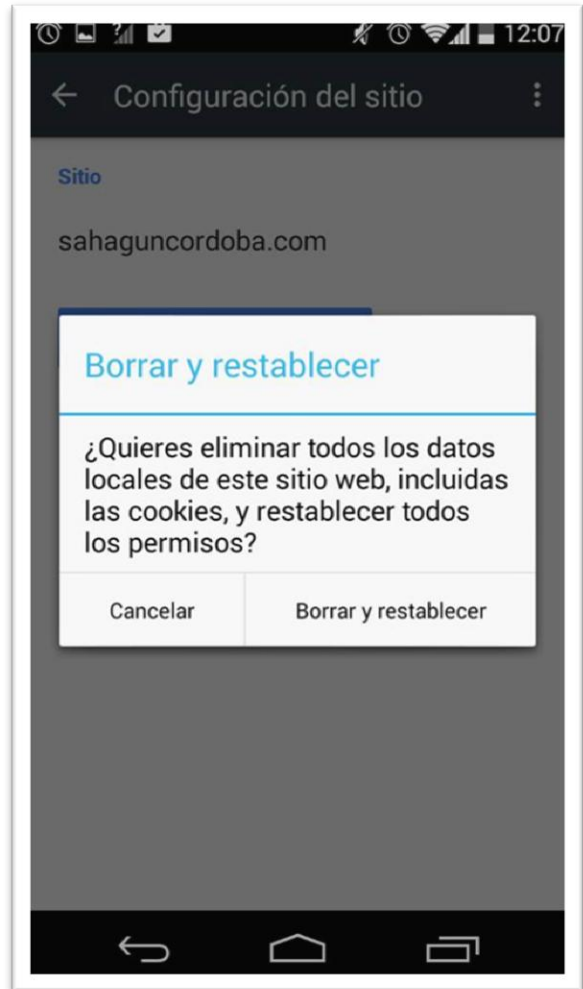 12:07
Configuración del sitio
Sitio
sahaguncordoba.com
Borrar y restablecer
¿Quieres eliminar todos los datos
locales de este sitio web, incluidas
las cookies, y restablecer todos
los permisos?
Cancelar Borrar y restablecer